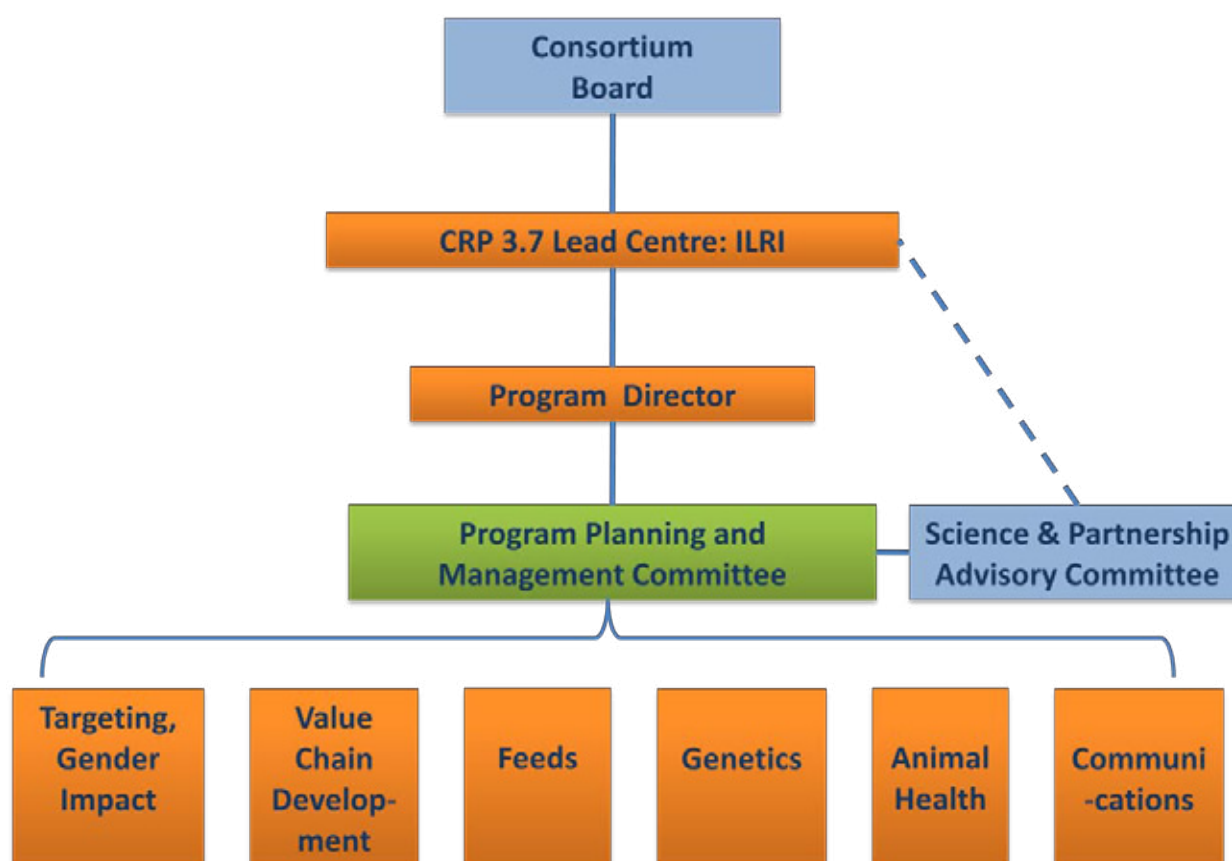 Consortium
Board
CRP 3.7 Lead Centre: ILRI
Program Director
Program Planning and
Management Committee
Science & Partnership
Advisory Committee
Targeting,
Gender
Impact
Value
Chain
Develop-
ment
Feeds
Genetics
Animal
Health
Communi
-cations